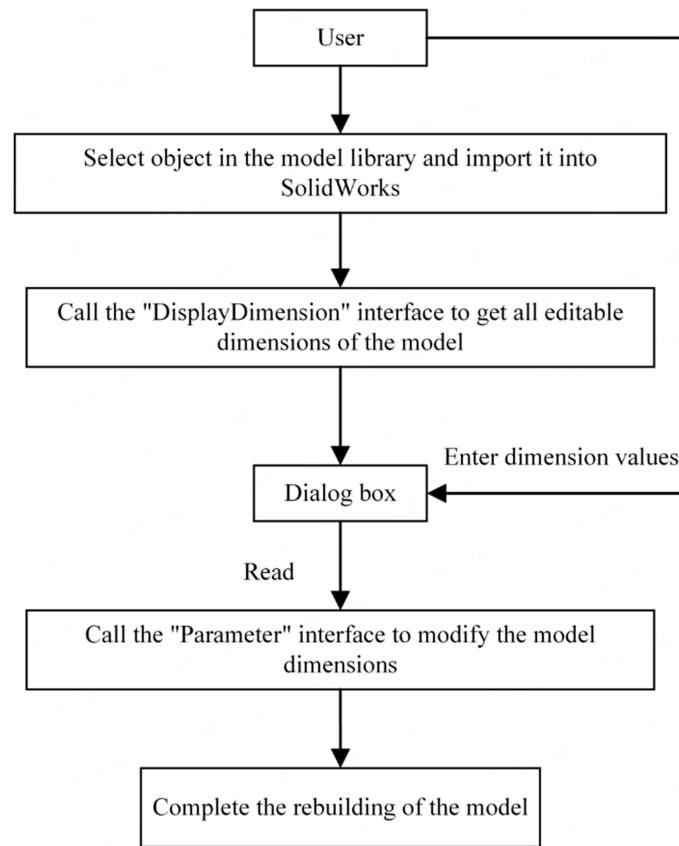 User
Select object in the model library and import it into
SolidWorks
Call the "DisplayDimension" interface to get all editable
dimensions of the model
Enter dimension values
Dialog box
Read
Call the "Parameter" interface to modify the model
dimensions
Complete the rebuilding of the model